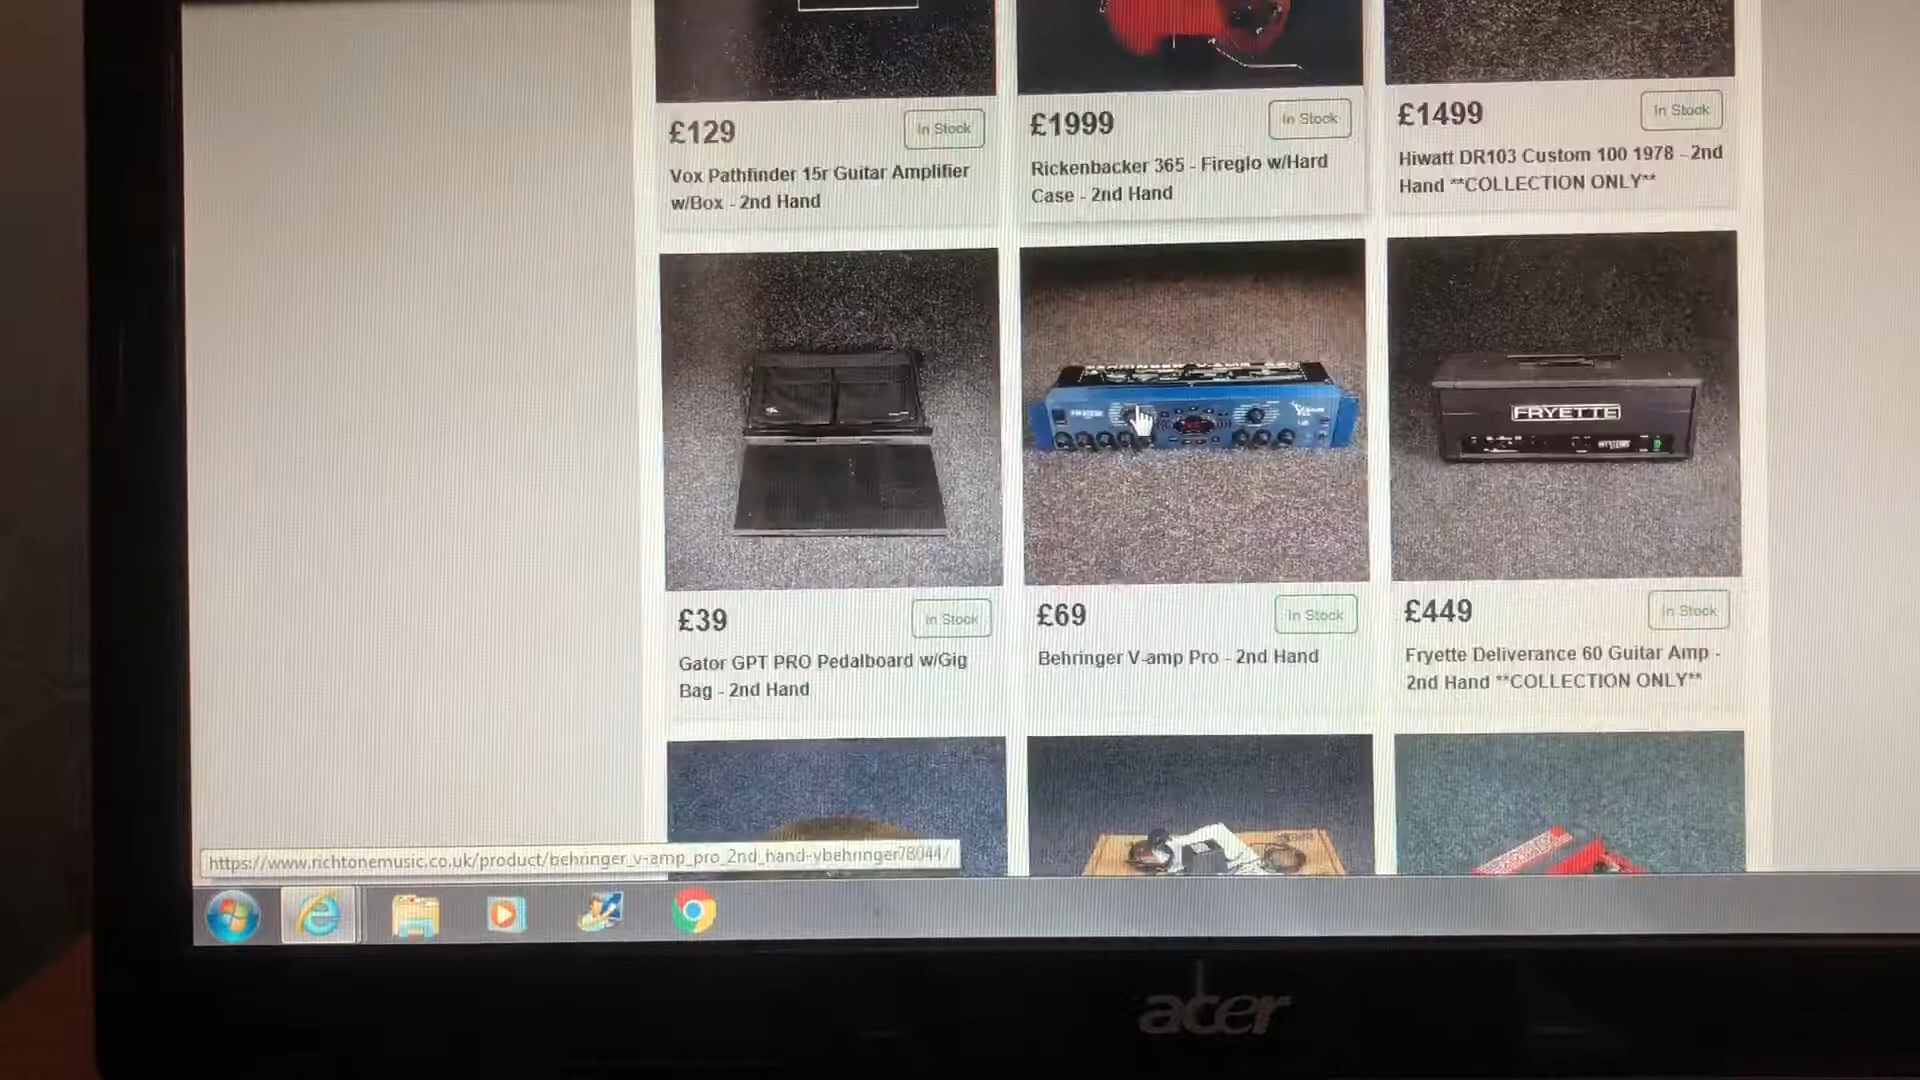 £129
In Stock
Vox Pathfinder 15r Guitar Amplifier
w/Box - 2nd Hand
£1999
In Stock
Rickenbacker 365 - Fireglo w/Hard
Case - 2nd Hand
£1499
In Stock
Hiwatt DR103 Custom 100 1978 - 2nd
Hand **COLLECTION ONLY**
FRYETTE
£39
In Stock
Gator GPT PRO Pedalboard w/Gig
Bag - 2nd Hand
£69
In Stock
Behringer V-amp Pro - 2nd Hand
£449
In Stock
Fryette Deliverance 60 Guitar Amp -
2nd Hand **COLLECTION ONLY**
https://www.richtonemusic.co.uk/product/behringer_v-amp_pro_2nd_hand-ybehringer78044/
acer